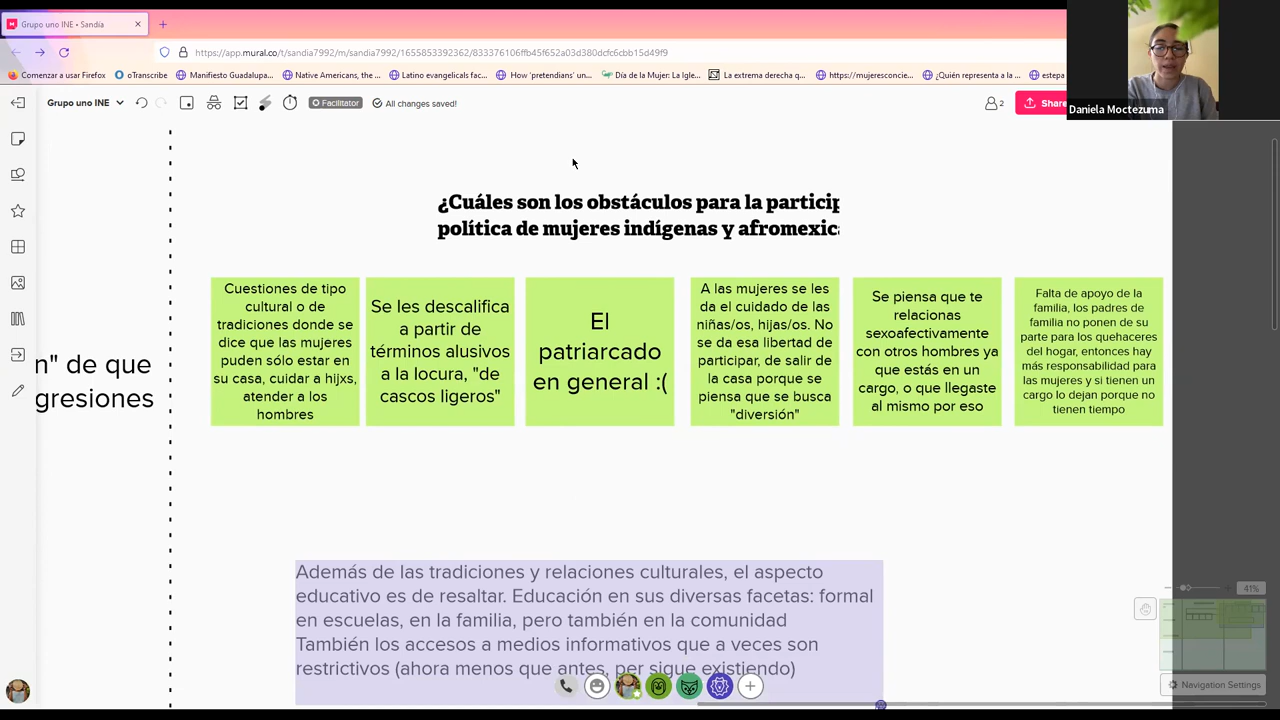 Grupo uno INE • Sandía
https://app.mural.co/t/sandia7992/m/sandia7992/1655853392362/833376106ffb45f652a03d380dcfc6cbb15d49f9
Comenzar a usar Firefox
oTranscribe
Manifiesto Guadalupa...
Native Americans, the ...
Latino evangelicals fac...
How 'pretendians' un...
Día de la Mujer: La Igle...
La extrema derecha q...
https://mujeresconcie...
¿Quién representa a la ...
estepa
Daniela Moctezuma
Grupo uno INE
Facilitator
All changes saved!
2
Share
¿Cuáles son los obstáculos para la particip
política de mujeres indígenas y afromexica
n" de que
gresiones
Cuestiones de tipo
cultural o de
tradiciones donde se
dice que las mujeres
puden sólo estar en
su casa, cuidar a hijxs,
atender a los
hombres
Se les descalifica
a partir de
términos alusivos
a la locura, "de
cascos ligeros"
El
patriarcado
en general :(
A las mujeres se les
da el cuidado de las
niñas/os, hijas/os. No
se da esa libertad de
participar, de salir de
la casa porque se
piensa que se busca
"diversión"
Se piensa que te
relacionas
sexoafectivamente
con otros hombres ya
que estás en un
cargo, o que llegaste
al mismo por eso
Falta de apoyo de la
familia, los padres de
familia no ponen de su
parte para los quehaceres
del hogar, entonces hay
más responsabilidad para
las mujeres y si tienen un
cargo lo dejan porque no
tienen tiempo
Además de las tradiciones y relaciones culturales, el aspecto
educativo es de resaltar. Educación en sus diversas facetas: formal
en escuelas, en la familia, pero también en la comunidad
También los accesos a medios informativos que a veces son
restrictivos (ahora menos que antes, per sigue existiendo)
41%
Navigation Settings